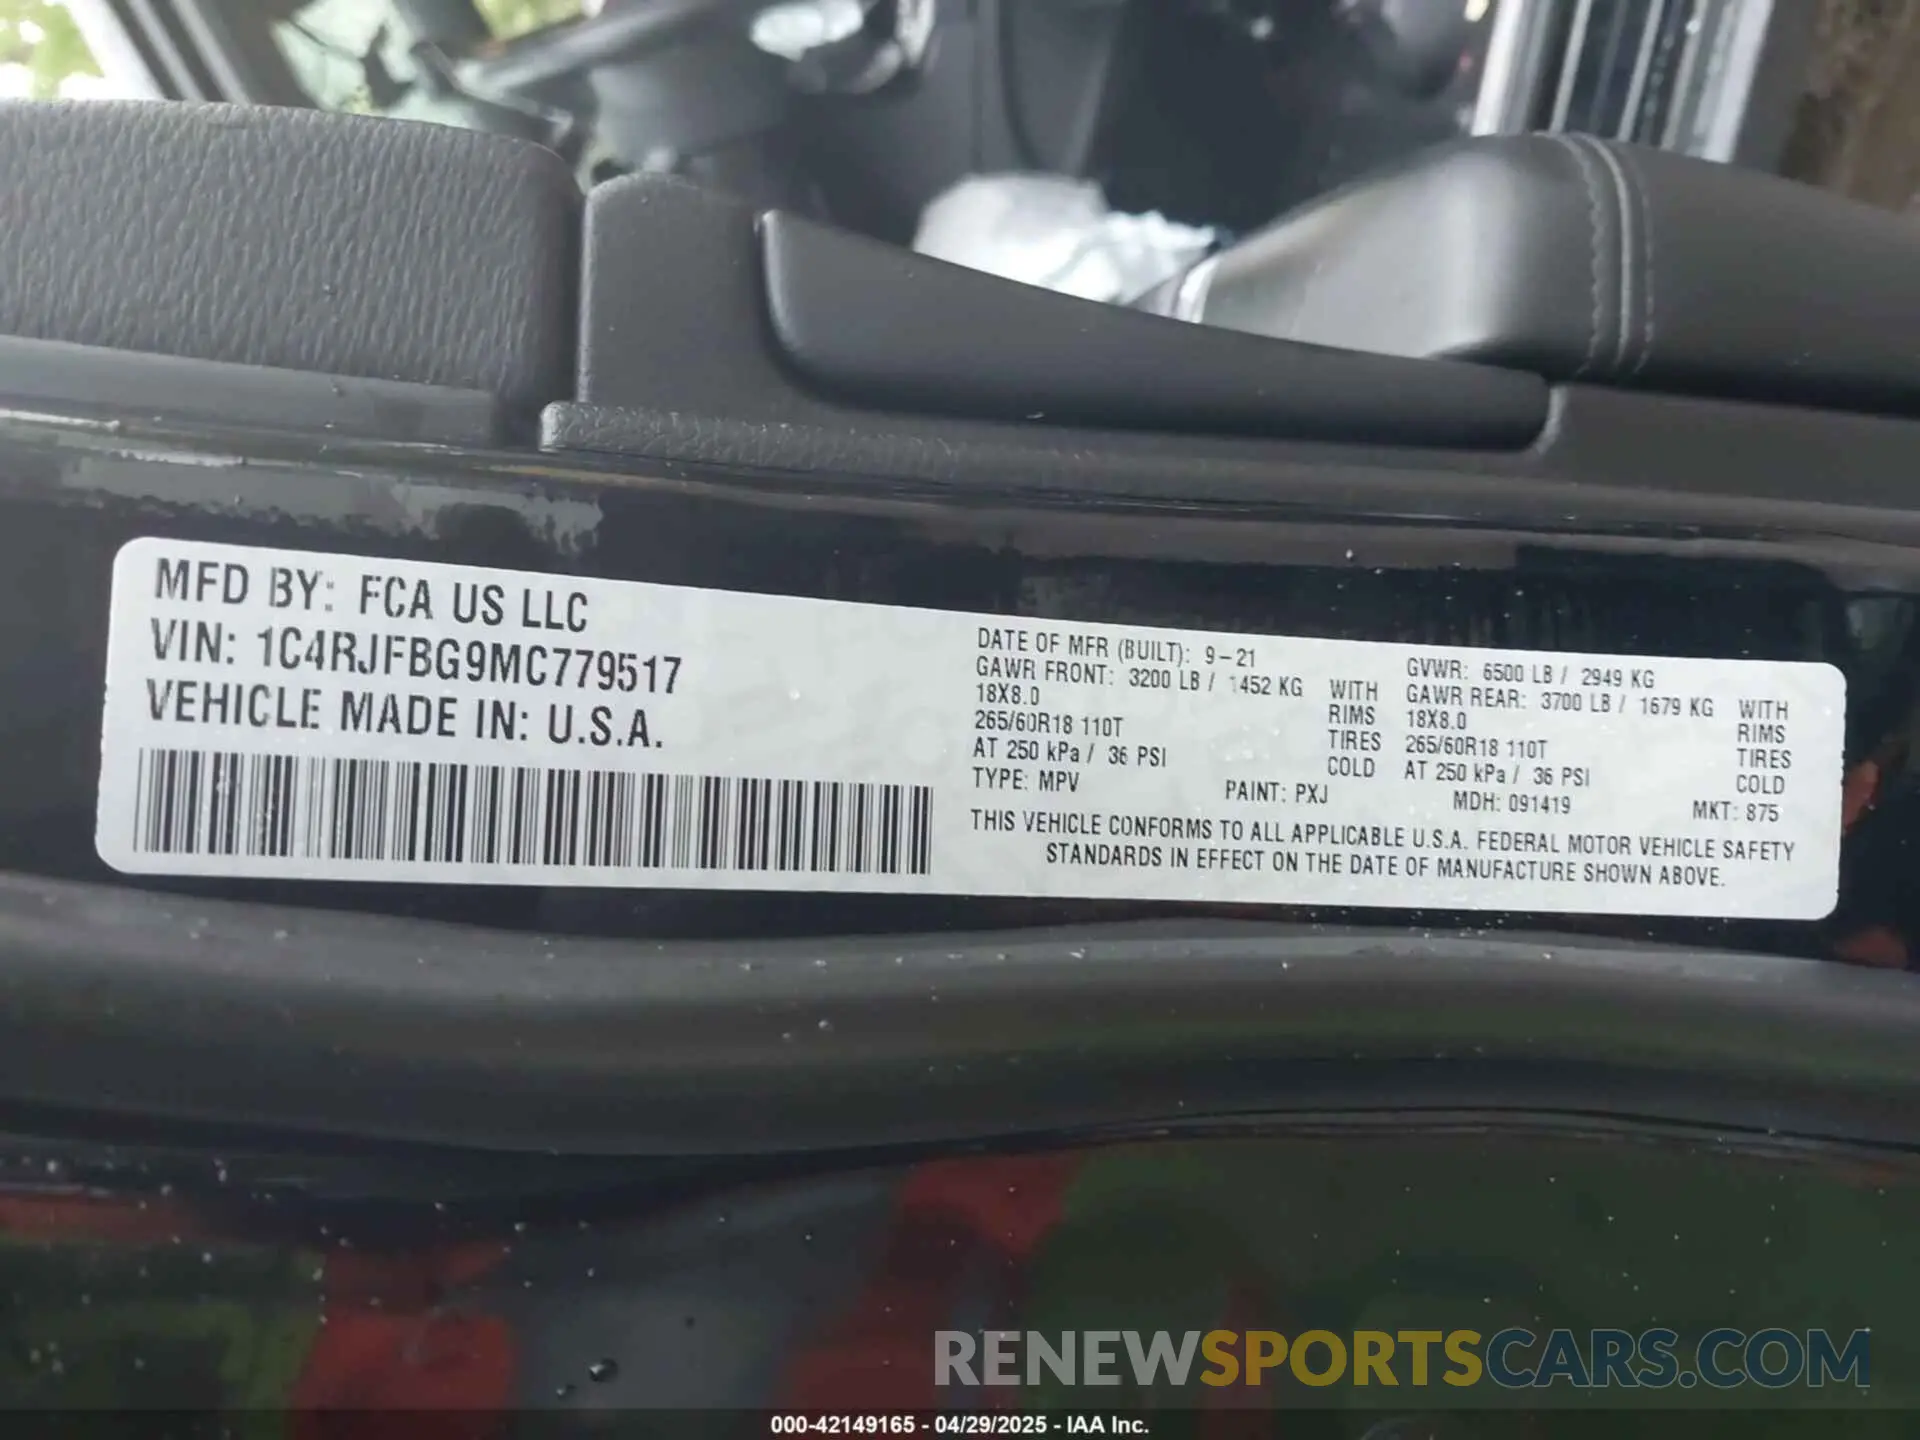 MFD BY: FCA US LLC
VIN: 1C4RJFBG9MC779517
VEHICLE MADE IN: U.S.A.
DATE OF MFR (BUILT): 9-21
GAWR FRONT: 3200 LB / 1452 KG WITH
18X8.0 RIMS
265/60R18 110T TIRES
AT 250 kPa / 36 PSI COLD
GVWR: 6500 LB / 2949 KG
GAWR REAR: 3700 LB / 1679 KG WITH
18X8.0 RIMS
265/60R18 110T TIRES
AT 250 kPa / 36 PSI COLD
TYPE: MPV PAINT: PXJ MDH: 091419 MKT: 875
THIS VEHICLE CONFORMS TO ALL APPLICABLE U.S.A. FEDERAL MOTOR VEHICLE SAFETY
STANDARDS IN EFFECT ON THE DATE OF MANUFACTURE SHOWN ABOVE.
RENEWSPORTSCARS.COM
000-42149165 - 04/29/2025 - IAA Inc.